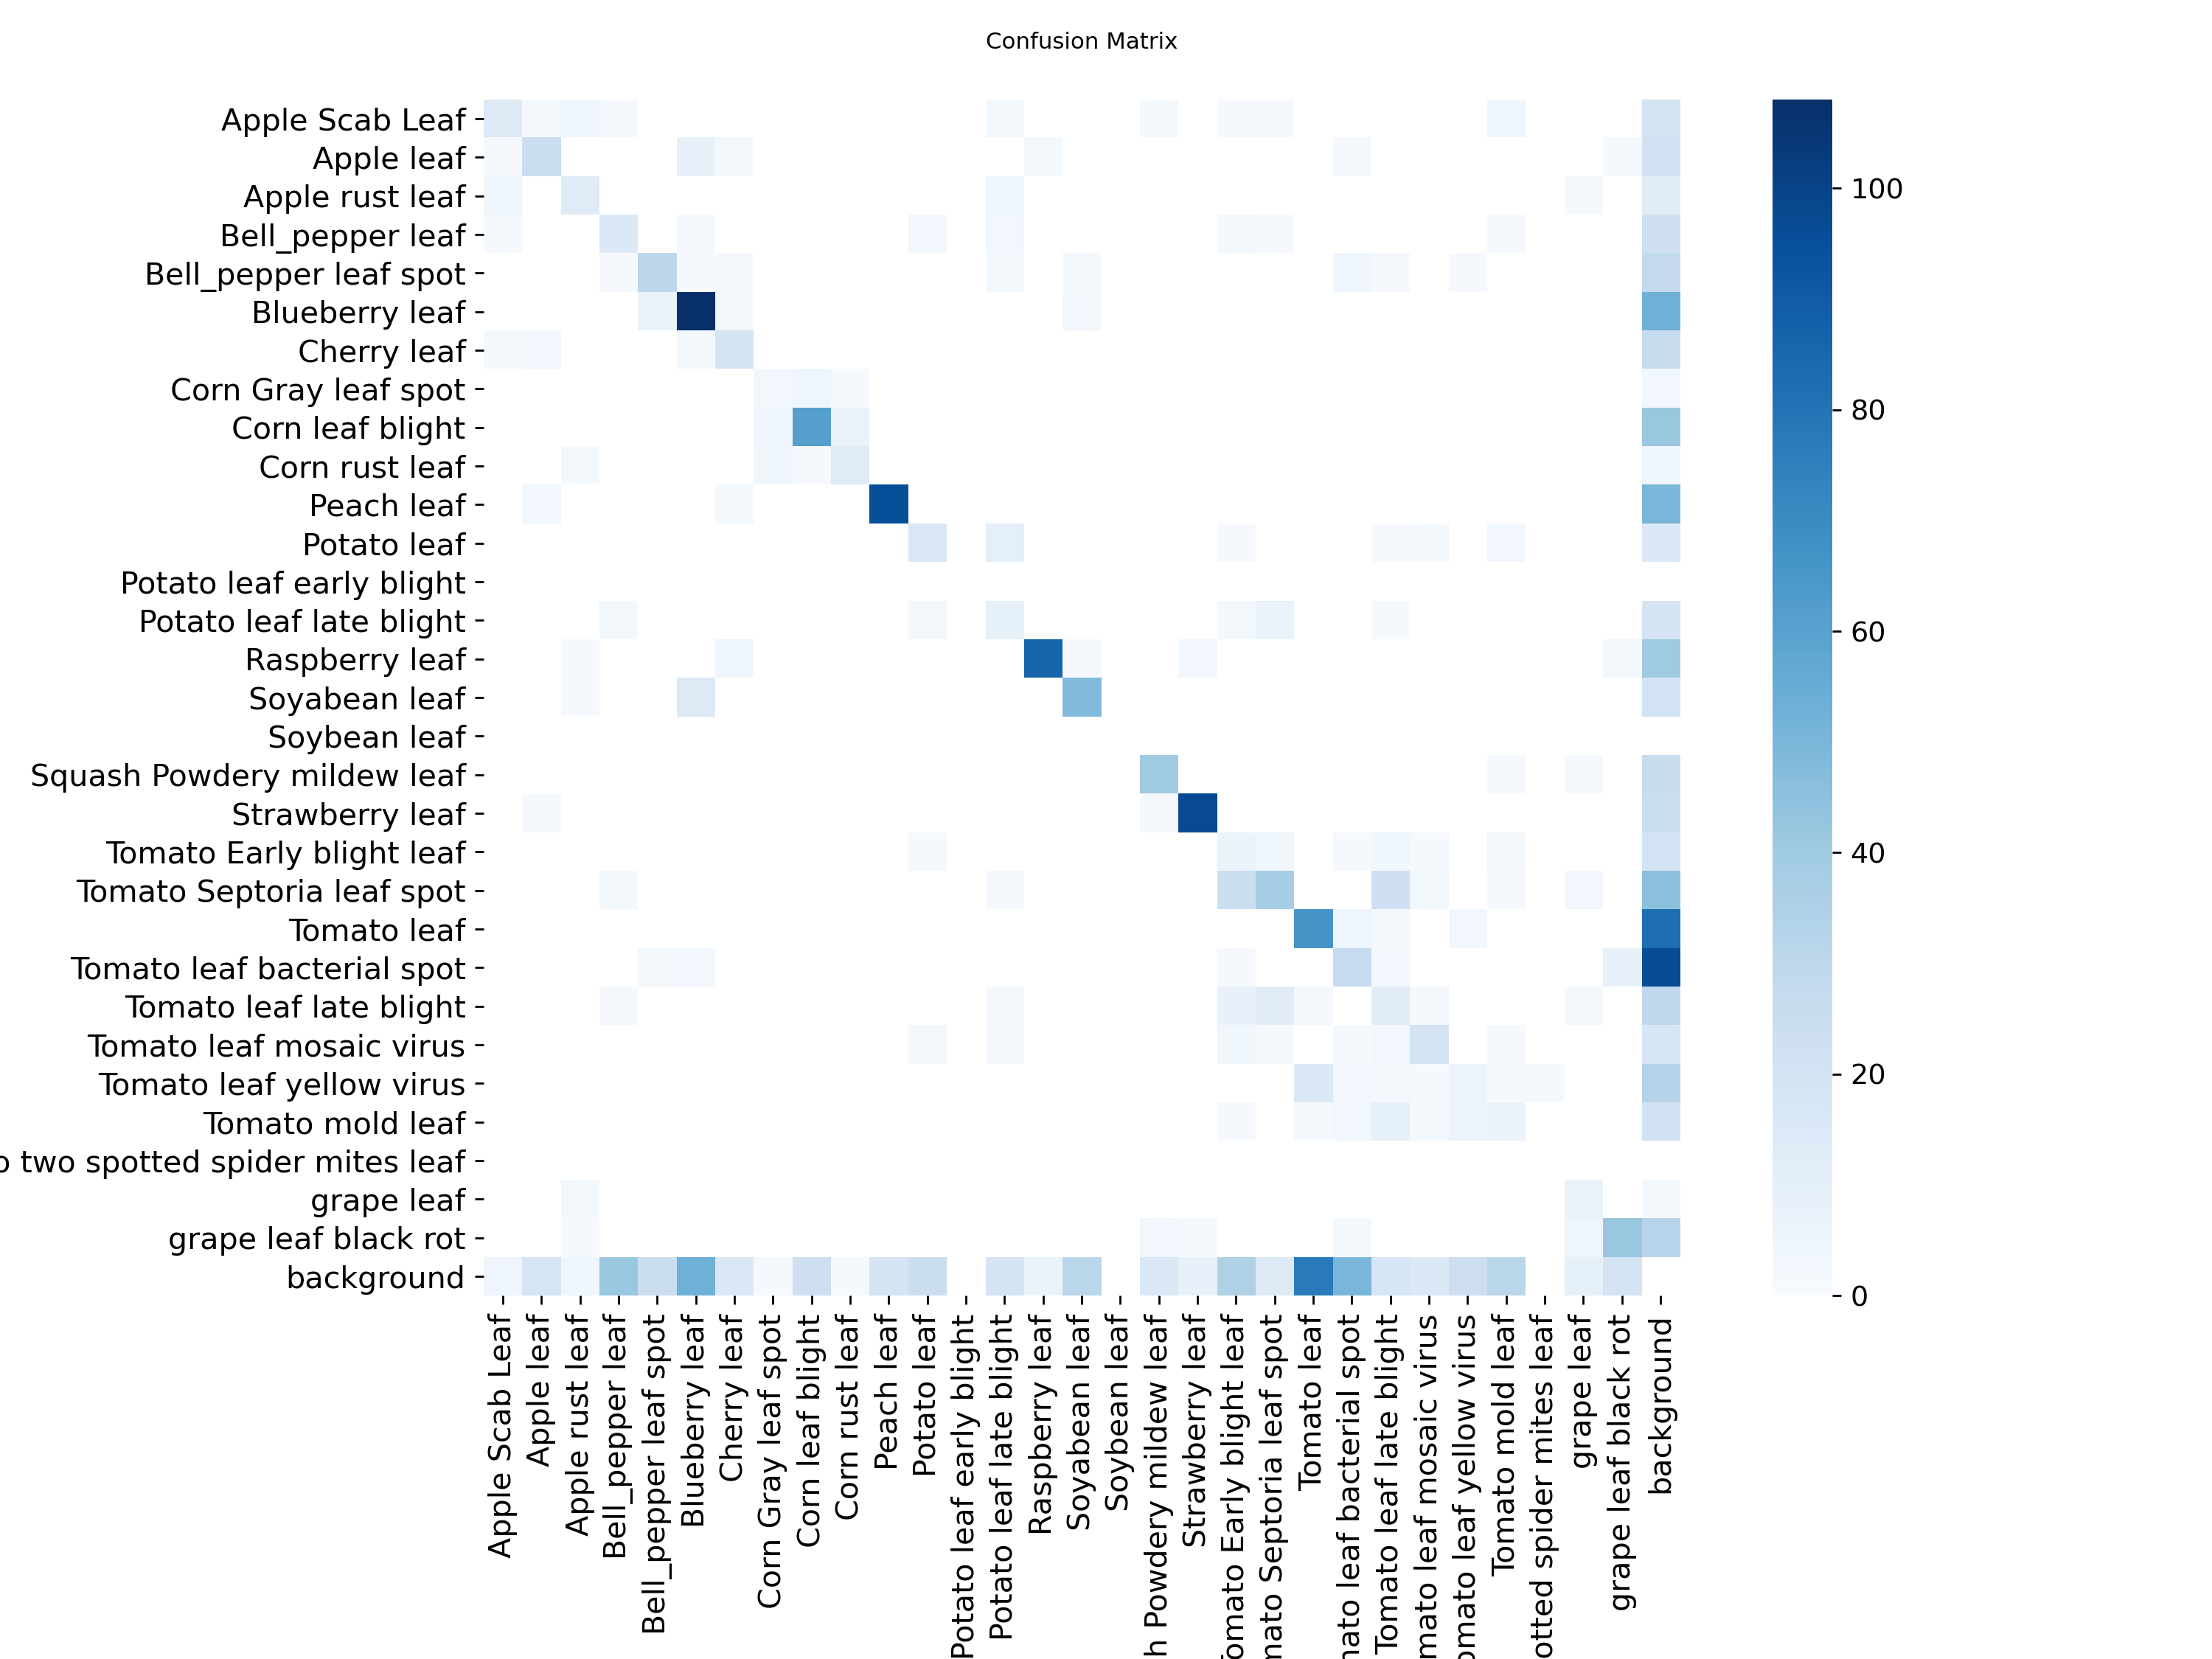 Confusion Matrix
Apple Scab Leaf
Apple leaf
Apple rust leaf
Bell_pepper leaf
Bell_pepper leaf spot
Blueberry leaf
Cherry leaf
Corn Gray leaf spot
Corn leaf blight
Corn rust leaf
Peach leaf
Potato leaf
Potato leaf early blight
Potato leaf late blight
Raspberry leaf
Soyabean leaf
Soybean leaf
Squash Powdery mildew leaf
Strawberry leaf
Tomato Early blight leaf
Tomato Septoria leaf spot
Tomato leaf
Tomato leaf bacterial spot
Tomato leaf late blight
Tomato leaf mosaic virus
Tomato leaf yellow virus
Tomato mold leaf
o two spotted spider mites leaf
grape leaf
grape leaf black rot
background
Apple Scab Leaf
Apple leaf
Apple rust leaf
Bell_pepper leaf
Bell_pepper leaf spot
Blueberry leaf
Cherry leaf
Corn Gray leaf spot
Corn leaf blight
Corn rust leaf
Peach leaf
Potato leaf
Potato leaf early blight
Potato leaf late blight
Raspberry leaf
Soyabean leaf
Soybean leaf
h Powdery mildew leaf
Strawberry leaf
Tomato Early blight leaf
mato Septoria leaf spot
Tomato leaf
mato leaf bacterial spot
Tomato leaf late blight
mato leaf mosaic virus
omato leaf yellow virus
Tomato mold leaf
otted spider mites leaf
grape leaf
grape leaf black rot
background
100
80
60
40
20
0